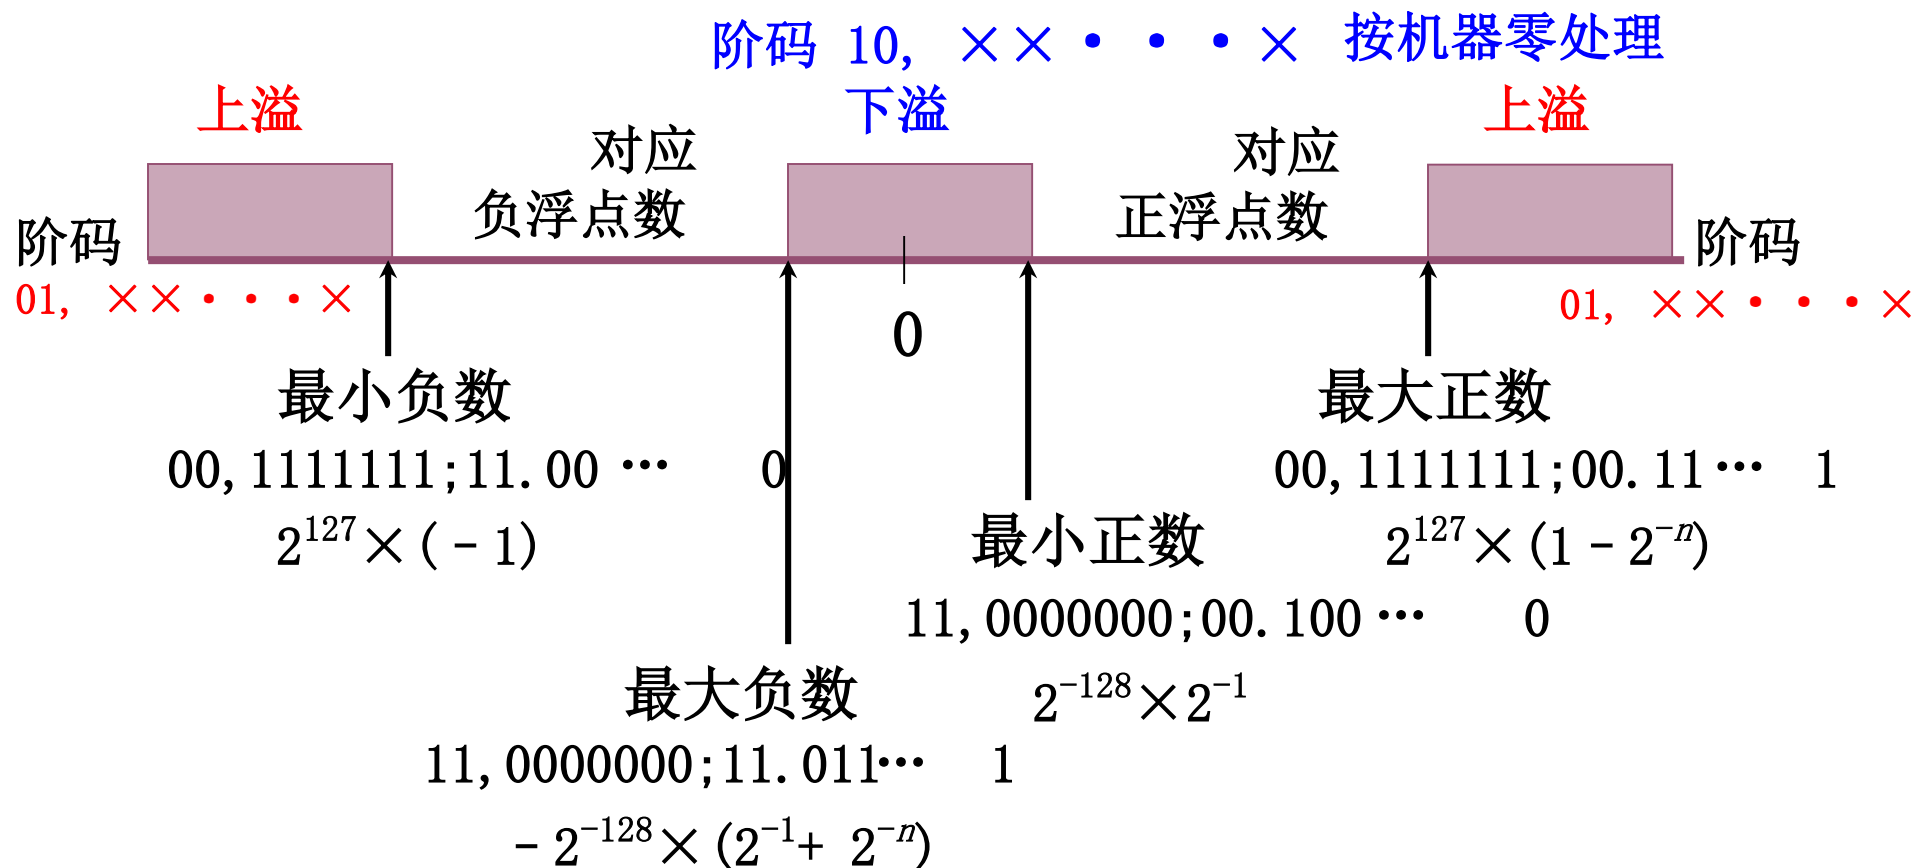 阶码 10, ××···× 按机器零处理
上溢 下溢 上溢
对应 对应
负浮点数 正浮点数
阶码 阶码
01, ××···× 01, ××···×
0
最小负数 最大正数
00,1111111;11.00 … 0 00,1111111;00.11… 1
2¹²⁷×(-1) 2¹²⁷×(1-2⁻ⁿ)
最小正数
11,0000000;00.100 … 0
最大负数 2⁻¹²⁸×2⁻¹
11,0000000;11.011… 1
-2⁻¹²⁸×(2⁻¹+ 2⁻ⁿ)